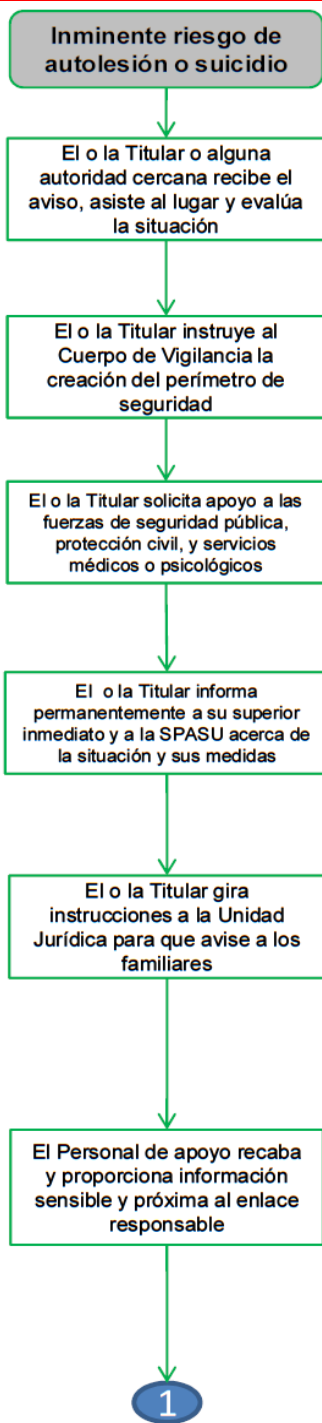 Inminente riesgo de
autolesión o suicidio
El o la Titular o alguna
autoridad cercana recibe el
aviso, asiste al lugar y evalúa
la situación
El o la Titular instruye al
Cuerpo de Vigilancia la
creación del perímetro de
seguridad
El o la Titular solicita apoyo a las
fuerzas de seguridad pública,
protección civil, y servicios
médicos o psicológicos
El o la Titular informa
permanentemente a su superior
inmediato y a la SPASU acerca de
la situación y sus medidas
El o la Titular gira
instrucciones a la Unidad
Jurídica para que avise a los
familiares
El Personal de apoyo recaba
y proporciona información
sensible y próxima al enlace
responsable
1